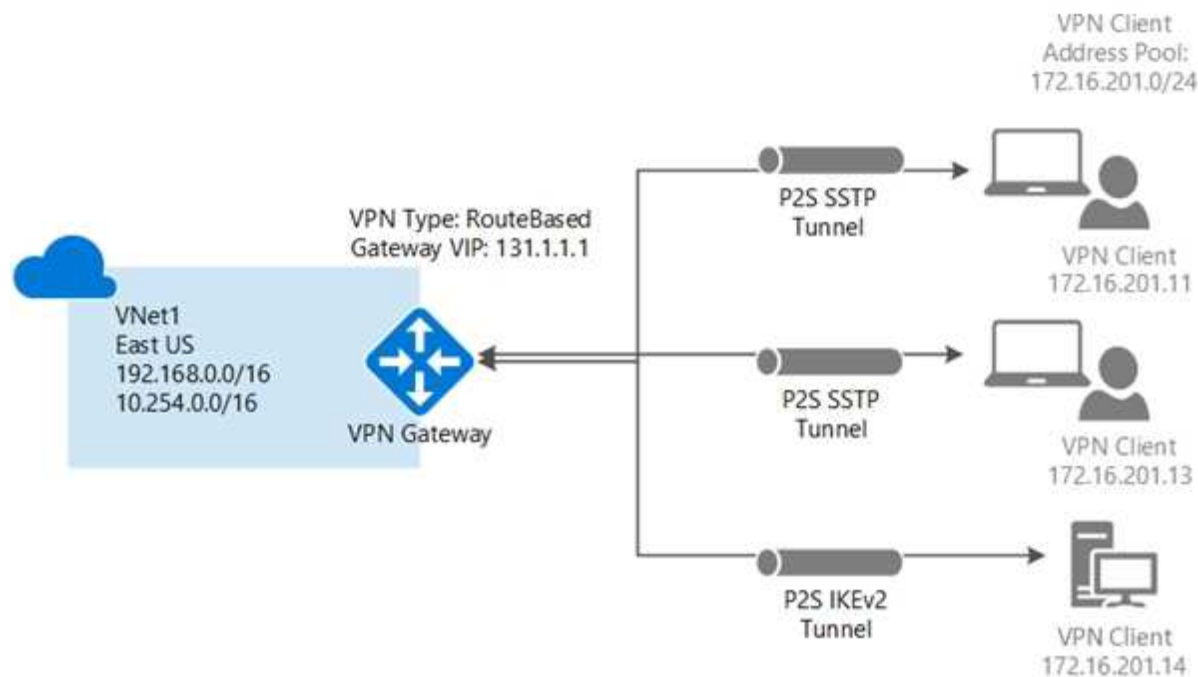 VPN Client
Address Pool:
172.16.201.0/24
P2S SSTP
Tunnel
VPN Type: RouteBased
Gateway VIP: 131.1.1.1
VPN Client
172.16.201.11
VNet1
East US
192.168.0.0/16
10.254.0.0/16
VPN Gateway
P2S SSTP
Tunnel
VPN Client
172.16.201.13
P2S IKEv2
Tunnel
VPN Client
172.16.201.14